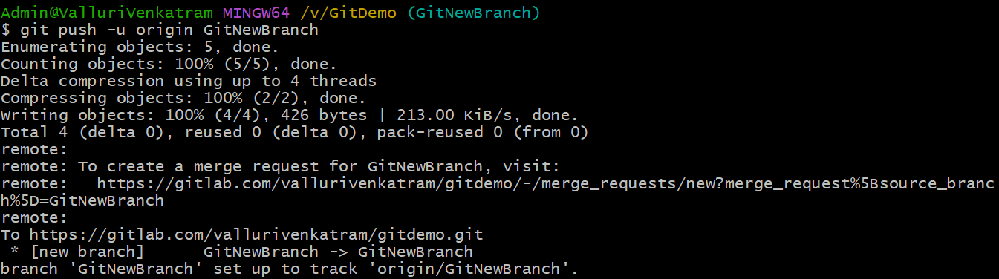 Admin@ValluriVenkatram MINGW64 /v/GitDemo (GitNewBranch)
$ git push -u origin GitNewBranch
Enumerating objects: 5, done.
Counting objects: 100% (5/5), done.
Delta compression using up to 4 threads
Compressing objects: 100% (2/2), done.
Writing objects: 100% (4/4), 426 bytes | 213.00 KiB/s, done.
Total 4 (delta 0), reused 0 (delta 0), pack-reused 0 (from 0)
remote:
remote: To create a merge request for GitNewBranch, visit:
remote:   https://gitlab.com/vallurivenkatram/gitdemo/-/merge_requests/new?merge_request%5Bsource_branc
h%5D=GitNewBranch
remote:
To https://gitlab.com/vallurivenkatram/gitdemo.git
 * [new branch]      GitNewBranch -> GitNewBranch
branch 'GitNewBranch' set up to track 'origin/GitNewBranch'.